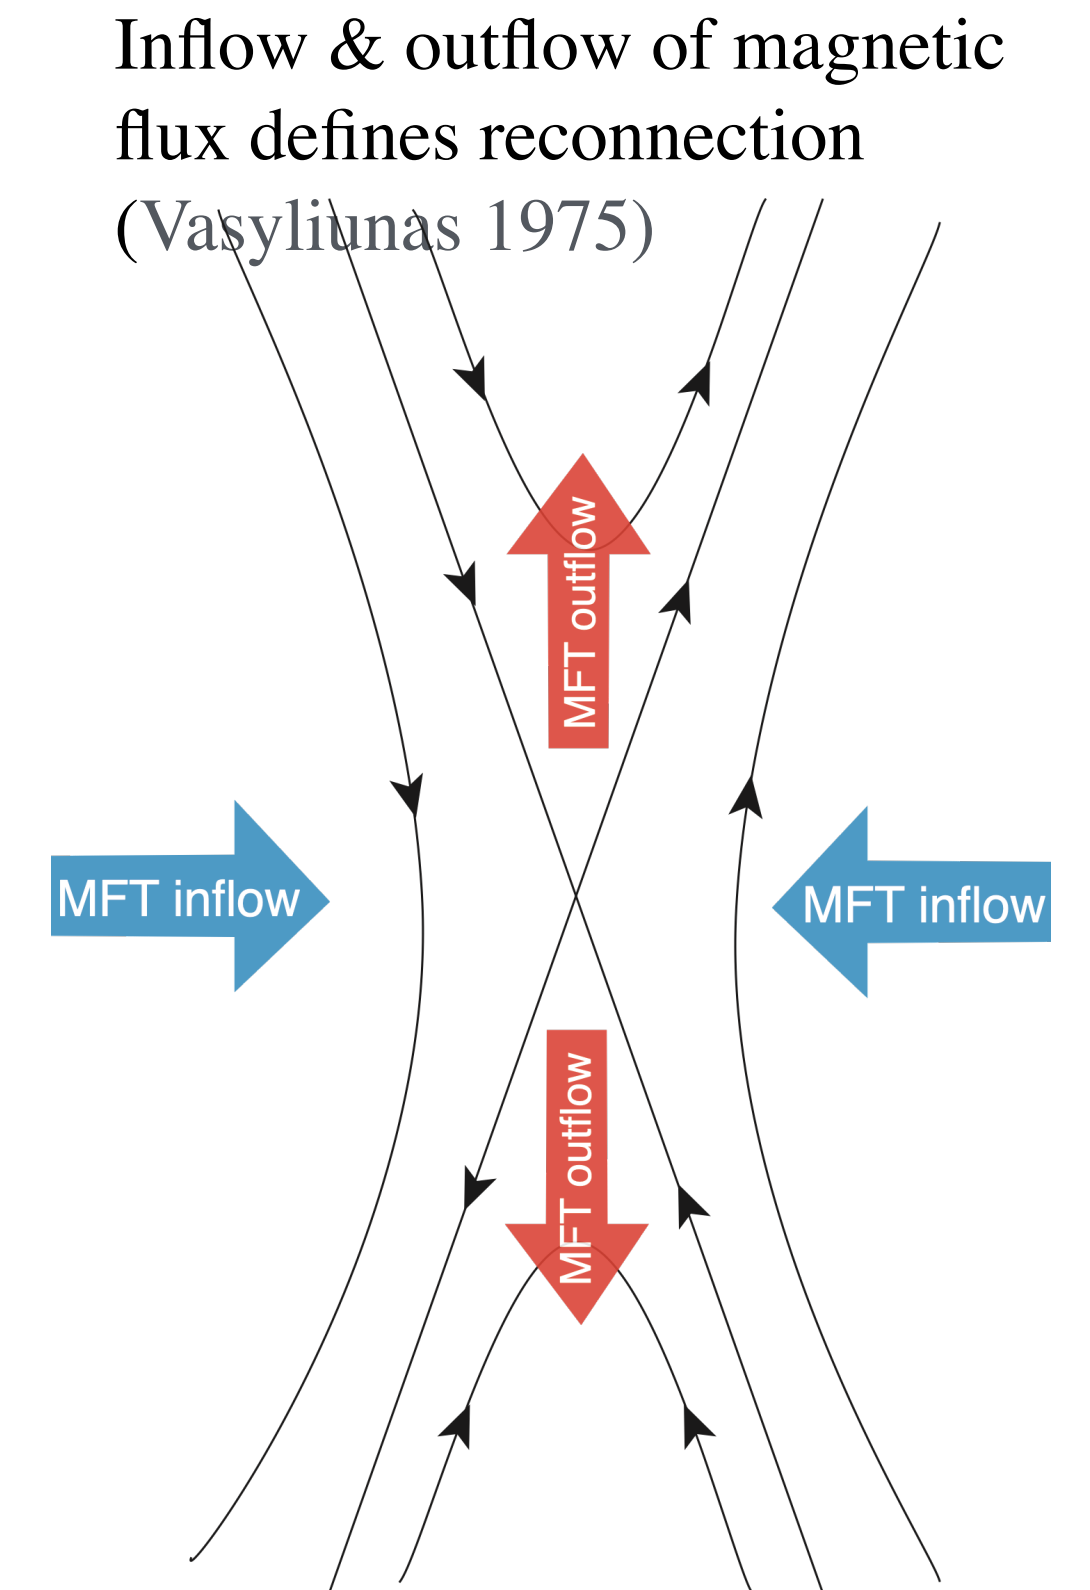 Inflow & outflow of magnetic
flux defines reconnection
(Vasyliunas 1975)
MFT outflow
MFT inflow
MFT inflow
MFT outflow